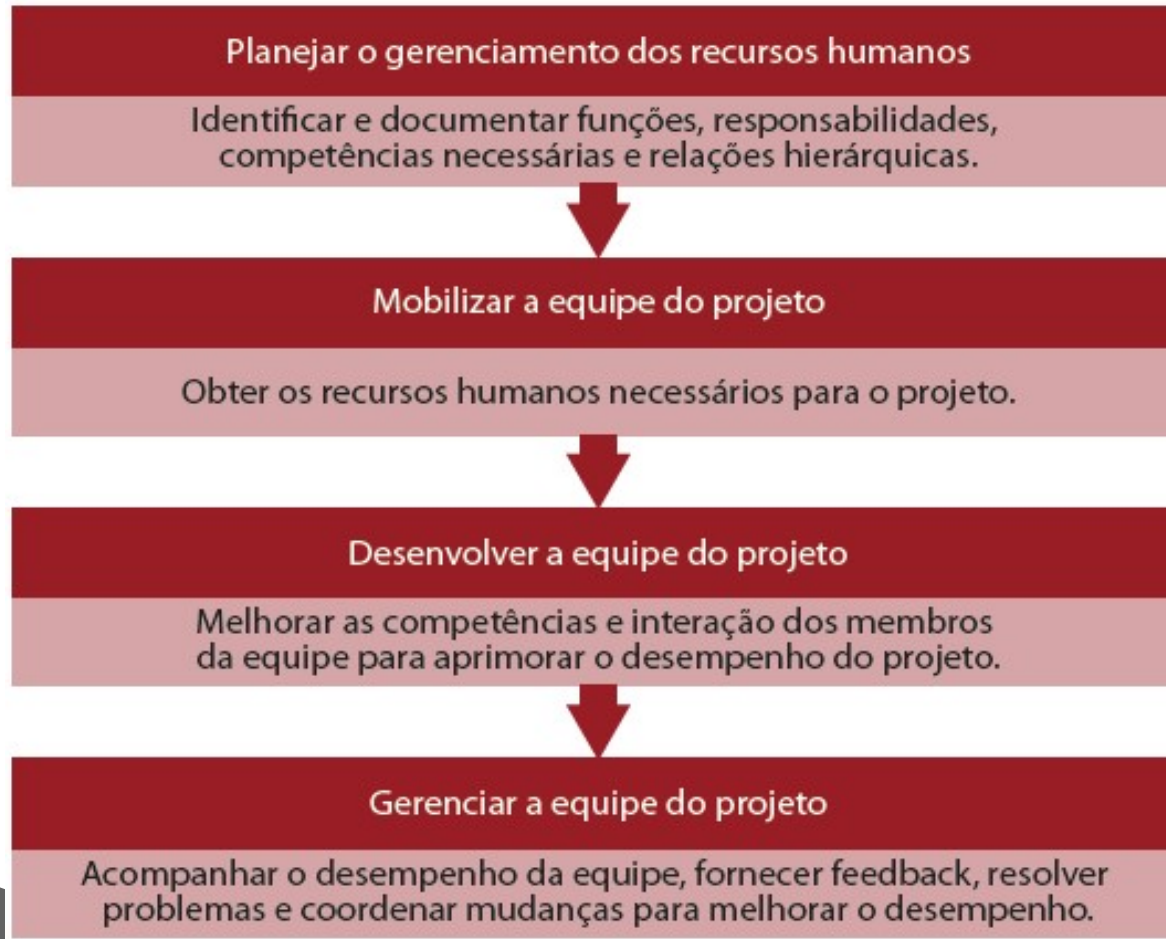 Planejar o gerenciamento dos recursos humanos
Identificar e documentar funções, responsabilidades,
competências necessárias e relações hierárquicas.
Mobilizar a equipe do projeto
Obter os recursos humanos necessários para o projeto.
Desenvolver a equipe do projeto
Melhorar as competências e interação dos membros
da equipe para aprimorar o desempenho do projeto.
Gerenciar a equipe do projeto
Acompanhar o desempenho da equipe, fornecer feedback, resolver
problemas e coordenar mudanças para melhorar o desempenho.